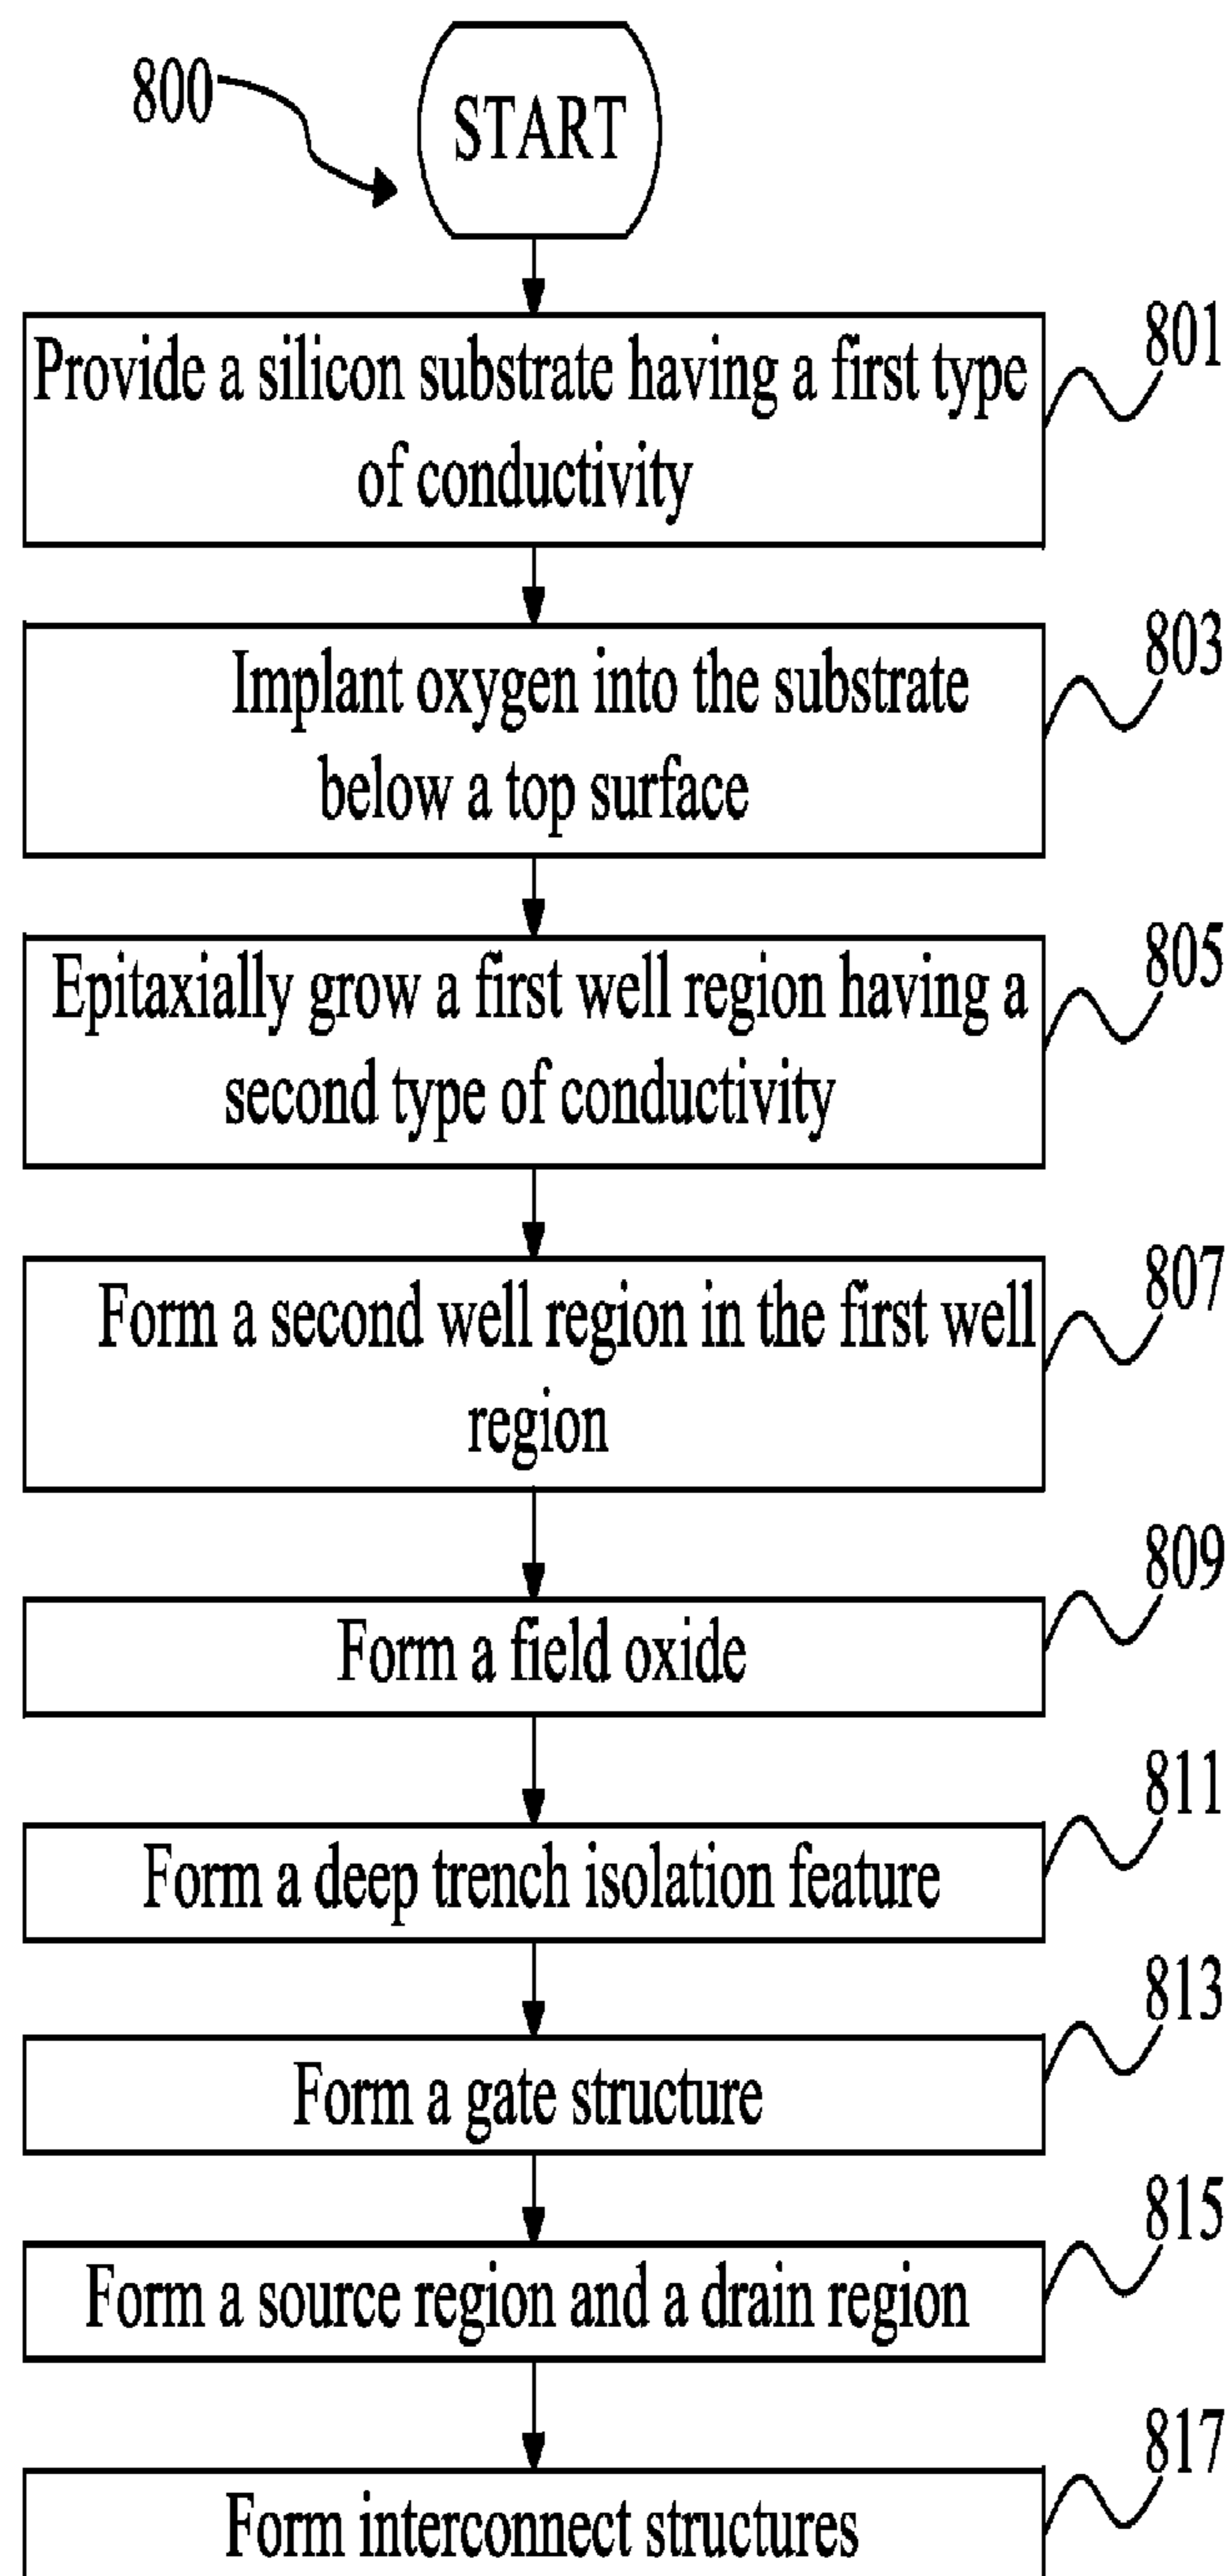 800
START
801
Provide a silicon substrate having a first type
of conductivity
803
Implant oxygen into the substrate
below a top surface
805
Epitaxially grow a first well region having a
second type of conductivity
807
Form a second well region in the first well
region
809
Form a field oxide
811
Form a deep trench isolation feature
813
Form a gate structure
815
Form a source region and a drain region
817
Form interconnect structures